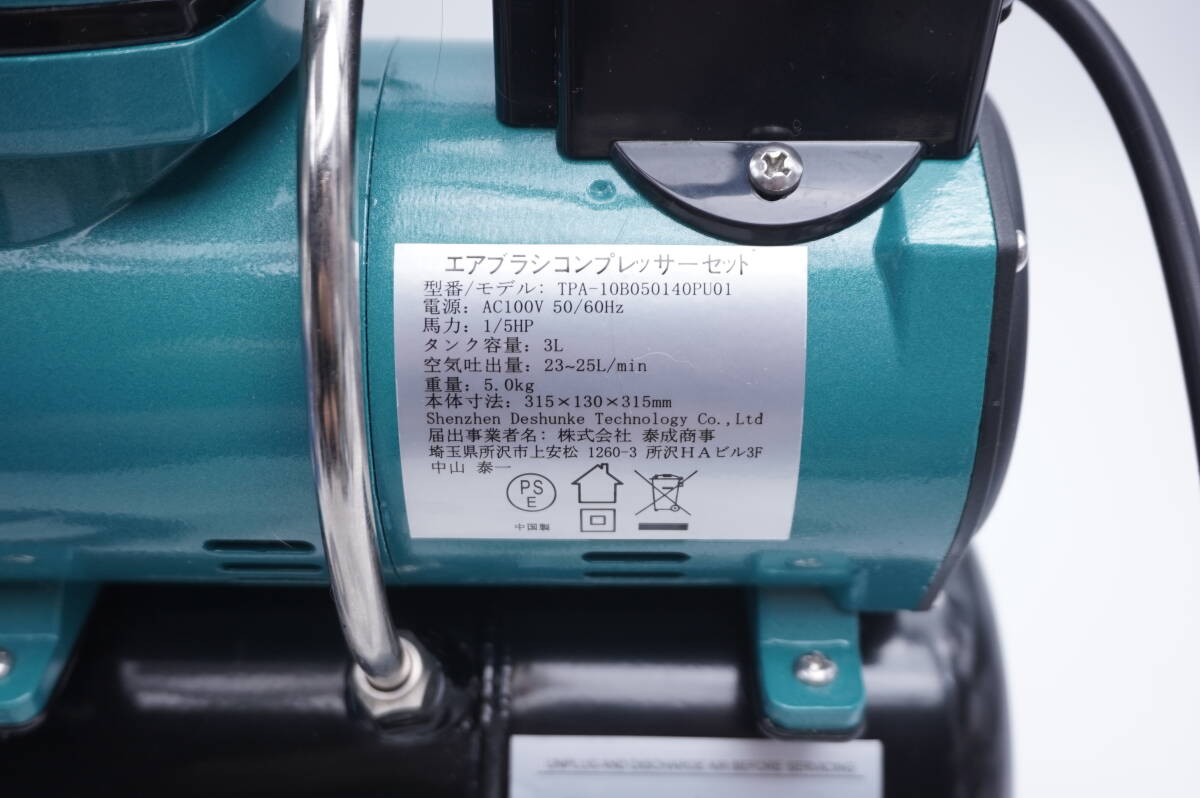 エアブラシコンプレッサーセット
型番/モデル: TPA-10B050140PU01
電源: AC100V 50/60Hz
馬力: 1/5HP
タンク容量: 3L
空気吐出量: 23~25L/min
重量: 5.0kg
本体寸法: 315×130×315mm
Shenzhen Deshunke Technology Co.,Ltd
届出事業者名: 株式会社 泰成商事
埼玉県所沢市上安松 1260-3 所沢HAビル3F
中山 泰一
PS
E
中国製
UNPLUG AND DISCHARGE AIR BEFORE SERVICING